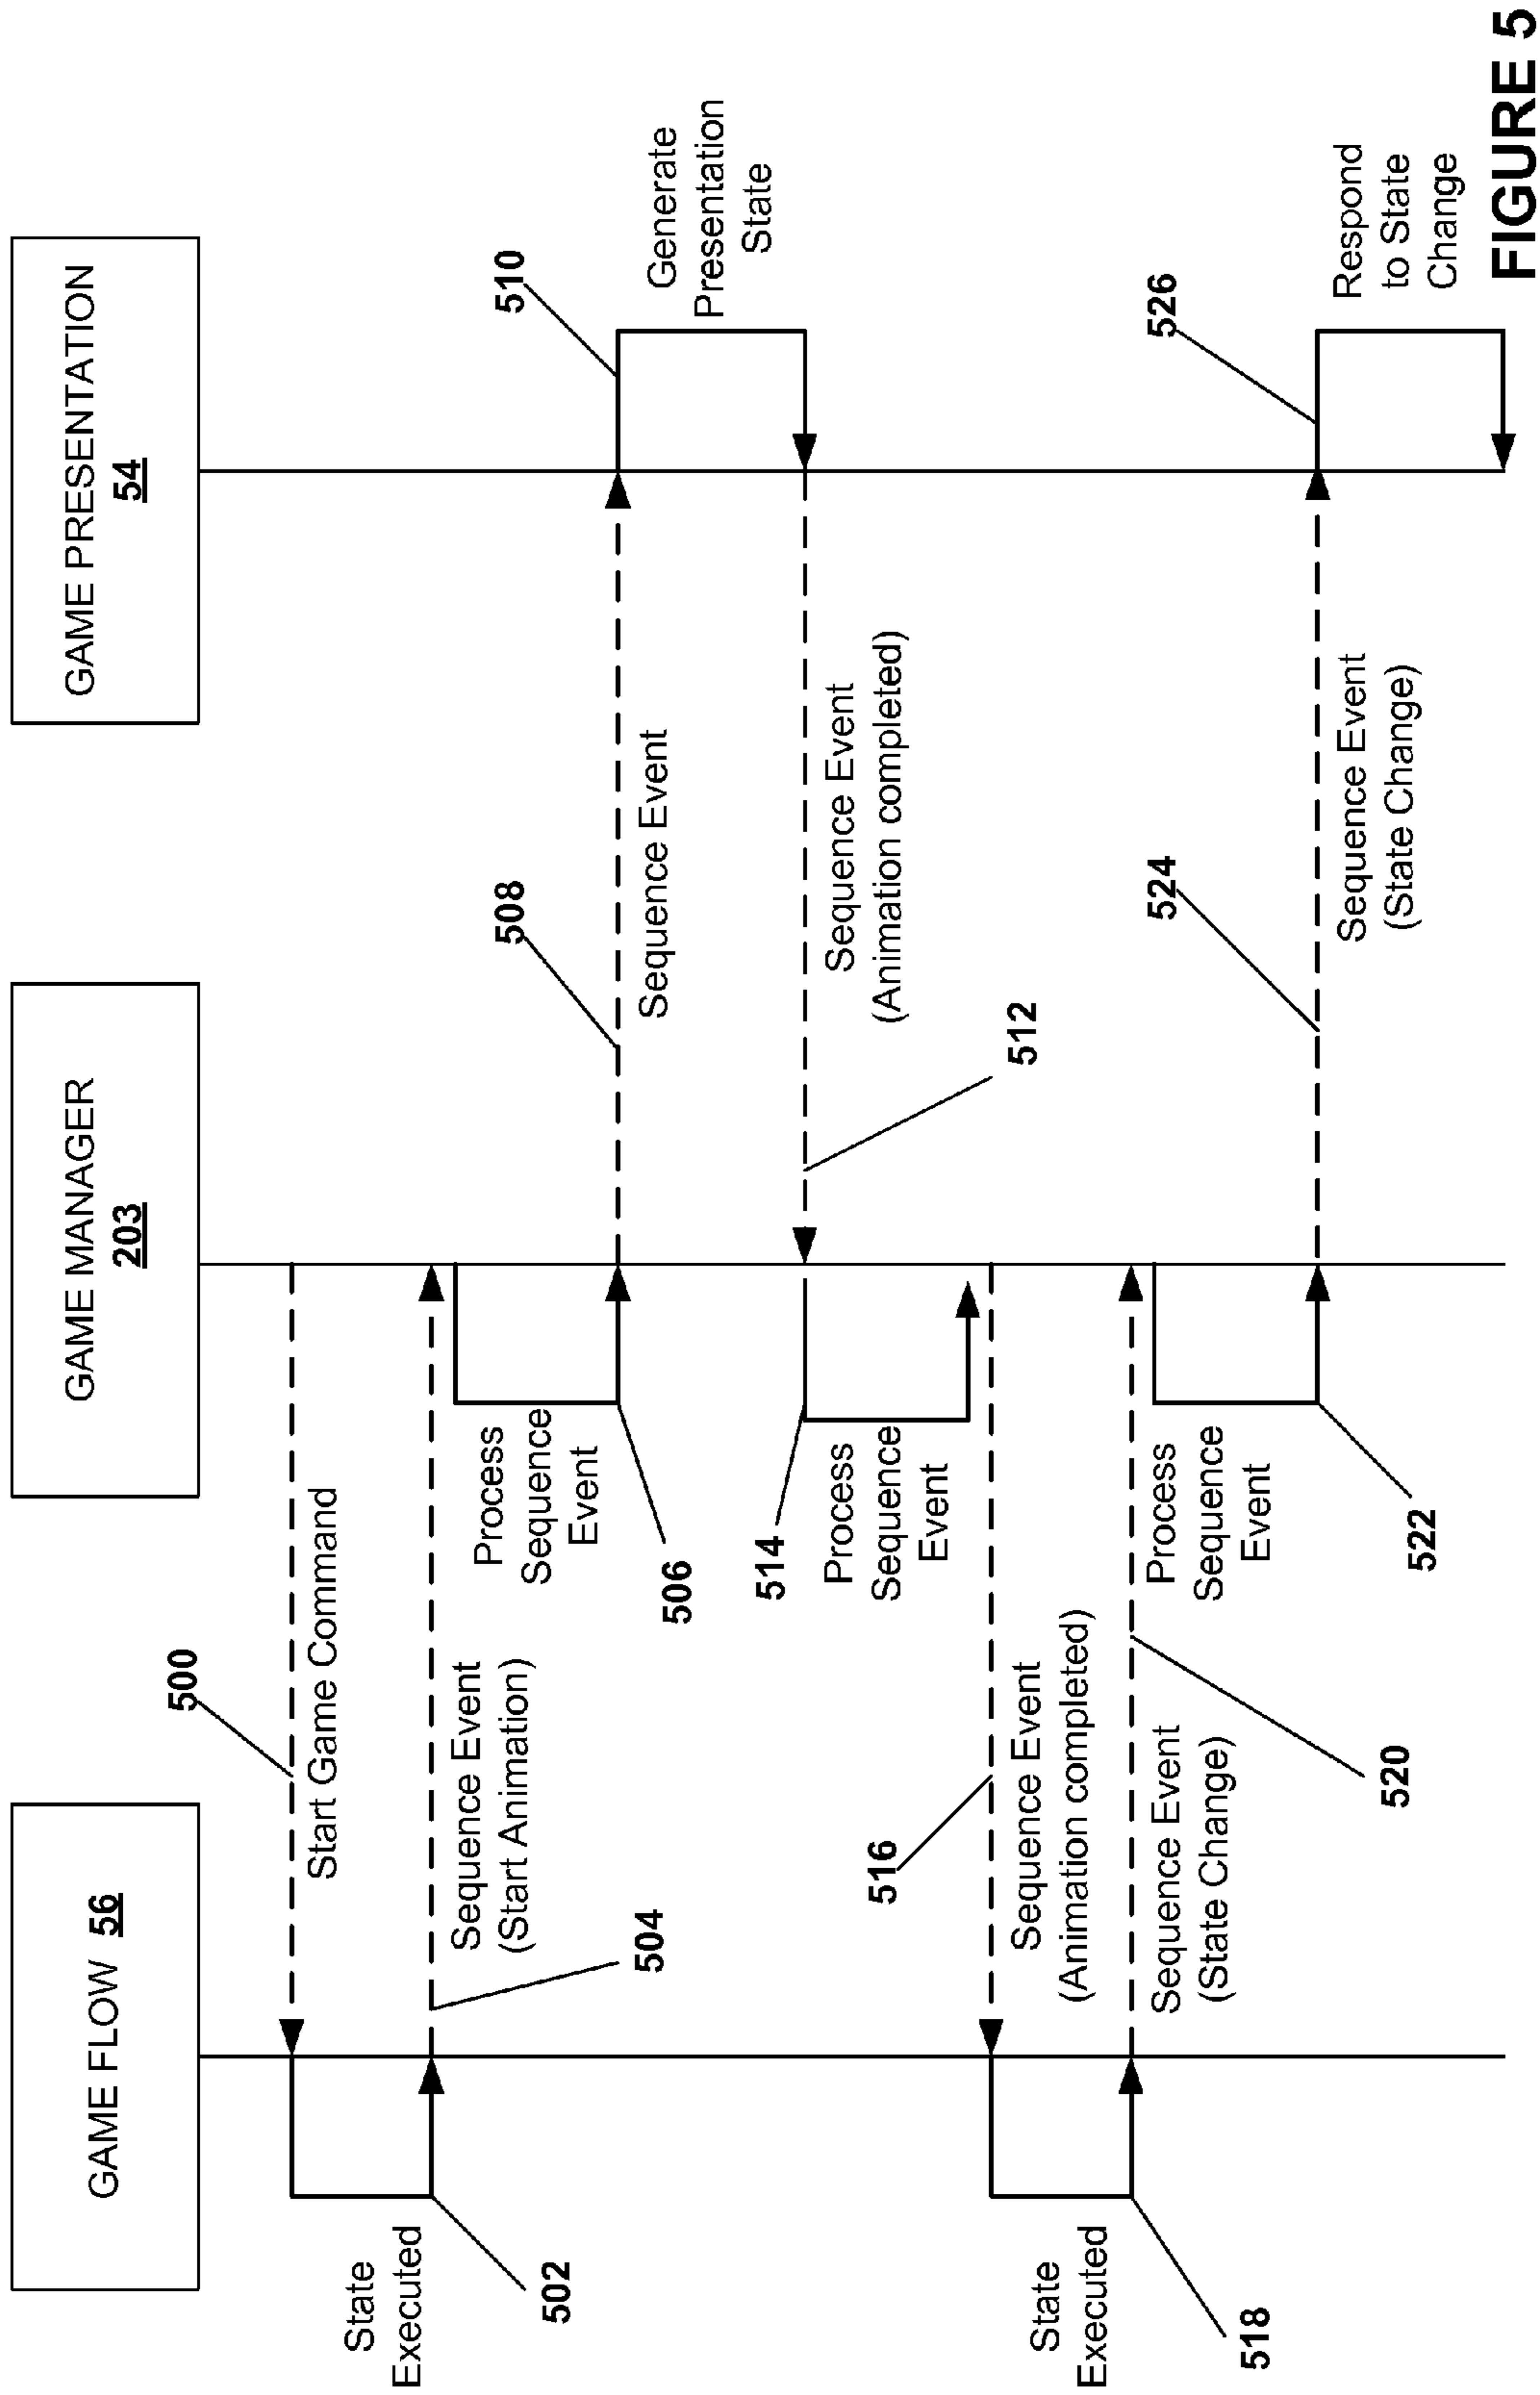 GAME FLOW 56
GAME MANAGER
203
GAME PRESENTATION
54
500
Start Game Command
State
Executed
502
Sequence Event
(Start Animation)
504
Process
Sequence
Event
506
508
Sequence Event
510
Generate
Presentation
State
Sequence Event
(Animation completed)
512
514
Process
Sequence
Event
516
Sequence Event
(Animation completed)
State
Executed
518
Sequence Event
(State Change)
520
Process
Sequence
Event
522
524
Sequence Event
(State Change)
526
Respond
to State
Change
FIGURE 5